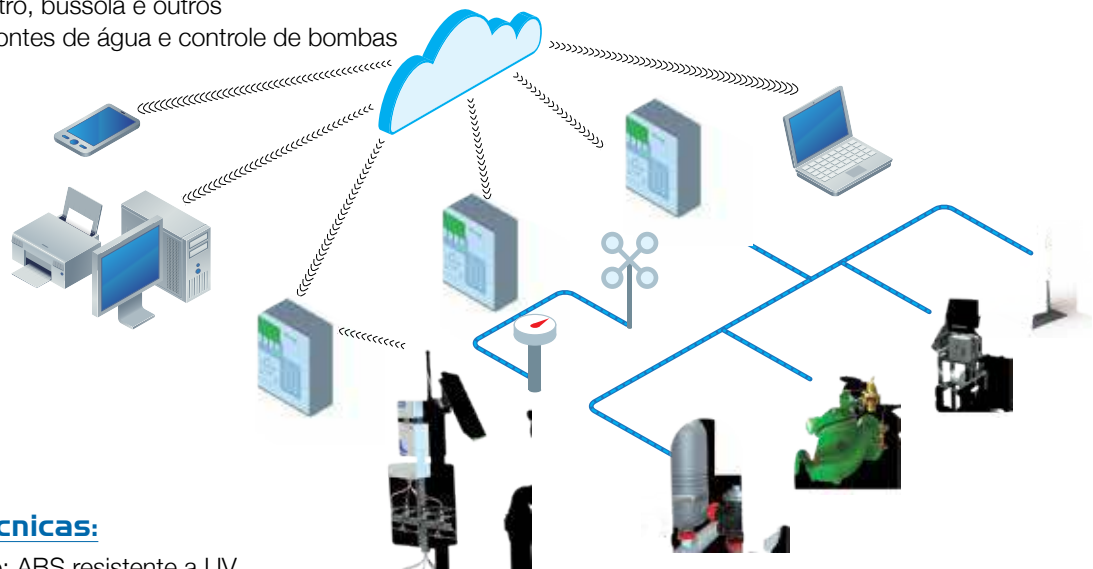 tro, bússola e outros
ontes de água e controle de bombas
cnicas:
: ABS resistente a UV